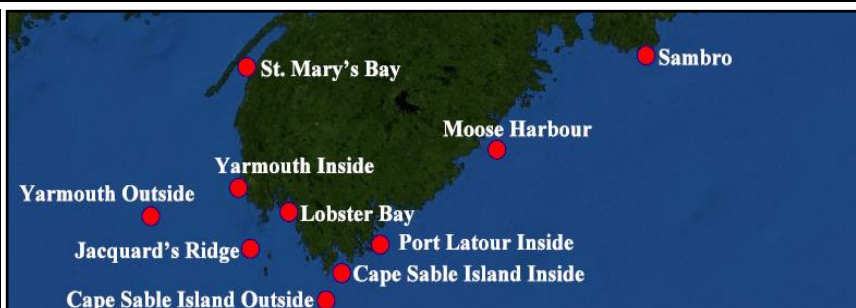 Sambro
St. Mary's Bay
Moose Harbour
Yarmouth Inside
Yarmouth Outside
Lobster Bay
Port Latour Inside
Jacquard's Ridge
Cape Sable Island Inside
Cape Sable Island Outside